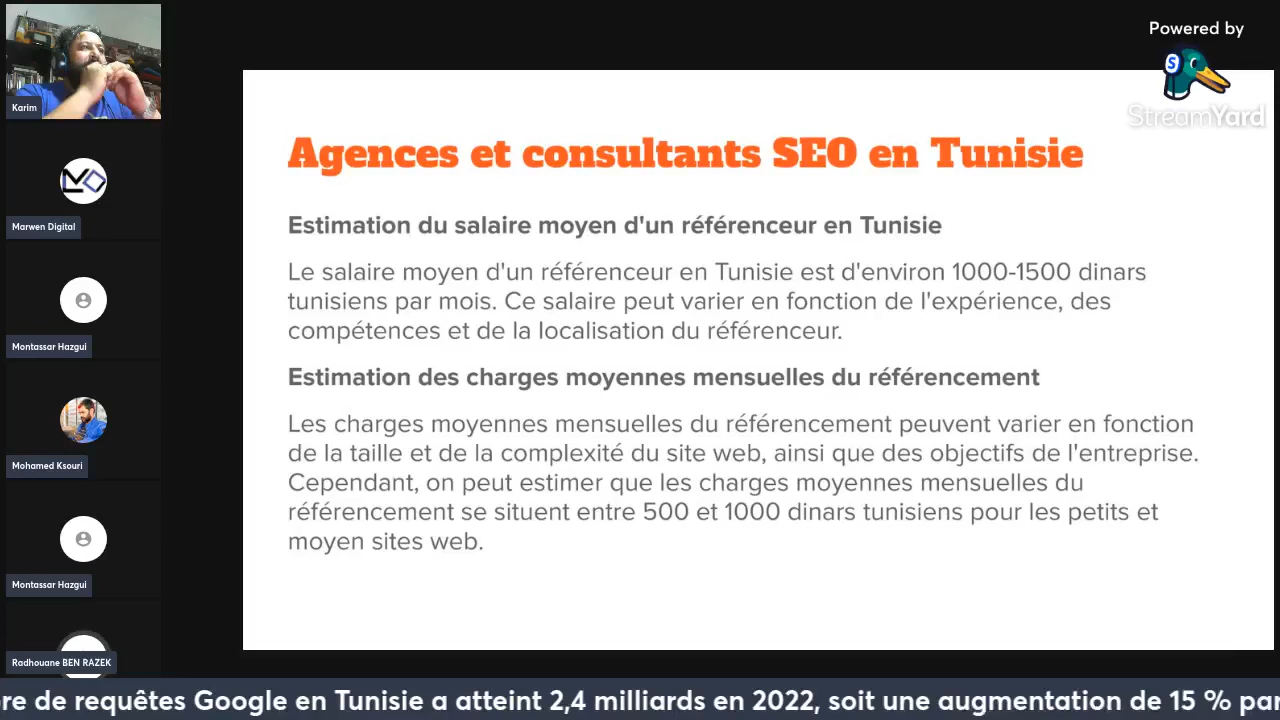 Karim
Marwen Digital
Montassar Hazgui
Mohamed Ksouri
Montassar Hazgui
Radhouane BEN RAZEK
Powered by
S
StreamYard
Agences et consultants SEO en Tunisie
Estimation du salaire moyen d'un référenceur en Tunisie
Le salaire moyen d'un référenceur en Tunisie est d'environ 1000-1500 dinars
tunisiens par mois. Ce salaire peut varier en fonction de l'expérience, des
compétences et de la localisation du référenceur.
Estimation des charges moyennes mensuelles du référencement
Les charges moyennes mensuelles du référencement peuvent varier en fonction
de la taille et de la complexité du site web, ainsi que des objectifs de l'entreprise.
Cependant, on peut estimer que les charges moyennes mensuelles du
référencement se situent entre 500 et 1000 dinars tunisiens pour les petits et
moyen sites web.
re de requêtes Google en Tunisie a atteint 2,4 milliards en 2022, soit une augmentation de 15 % pa